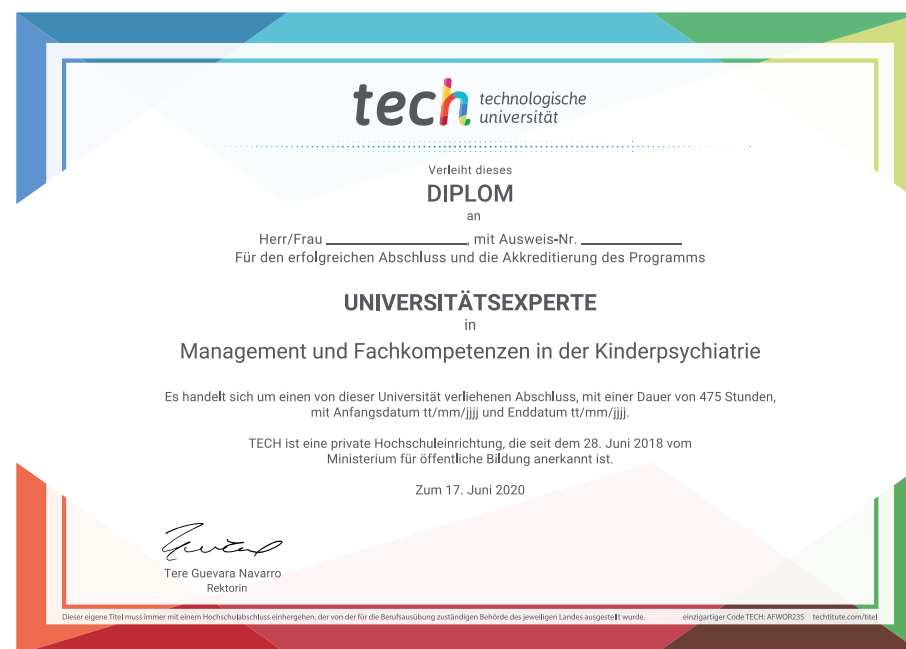 tech technologische
universität
Verleiht dieses
DIPLOM
an
Herr/Frau ____________________, mit Ausweis-Nr. ______________
Für den erfolgreichen Abschluss und die Akkreditierung des Programms
UNIVERSITÄTSEXPERTE
in
Management und Fachkompetenzen in der Kinderpsychiatrie
Es handelt sich um einen von dieser Universität verliehenen Abschluss, mit einer Dauer von 475 Stunden,
mit Anfangsdatum tt/mm/jjjj und Enddatum tt/mm/jjjj.
TECH ist eine private Hochschuleinrichtung, die seit dem 28. Juni 2018 vom
Ministerium für öffentliche Bildung anerkannt ist.
Zum 17. Juni 2020
Tere Guevara Navarro
Rektorin
Dieser eigene Titel muss immer mit einem Hochschulabschluss einhergehen, der von der für die Berufsausübung zuständigen Behörde des jeweiligen Landes ausgestellt wurde. einzigartiger Code TECH: AFWOR235 techtitute.com/titel